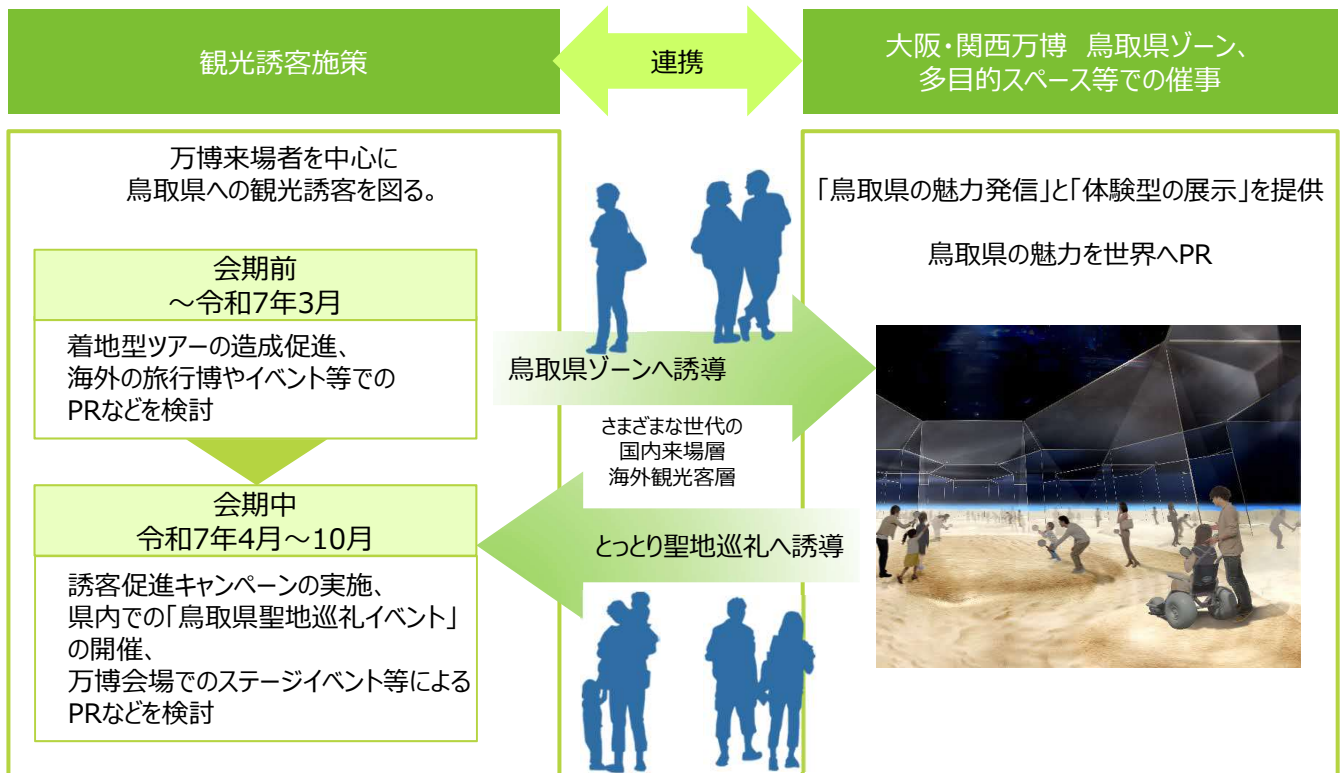 観光誘客施策
連携
大阪・関西万博　鳥取県ゾーン、
多目的スペース等での催事
万博来場者を中心に
鳥取県への観光誘客を図る。
会期前
～令和7年3月
着地型ツアーの造成促進、
海外の旅行博やイベント等での
PRなどを検討
会期中
令和7年4月～10月
誘客促進キャンペーンの実施、
県内での「鳥取県聖地巡礼イベント」
の開催、
万博会場でのステージイベント等による
PRなどを検討
鳥取県ゾーンへ誘導
さまざまな世代の
国内来場層
海外観光客層
とっとり聖地巡礼へ誘導
「鳥取県の魅力発信」と「体験型の展示」を提供
鳥取県の魅力を世界へPR